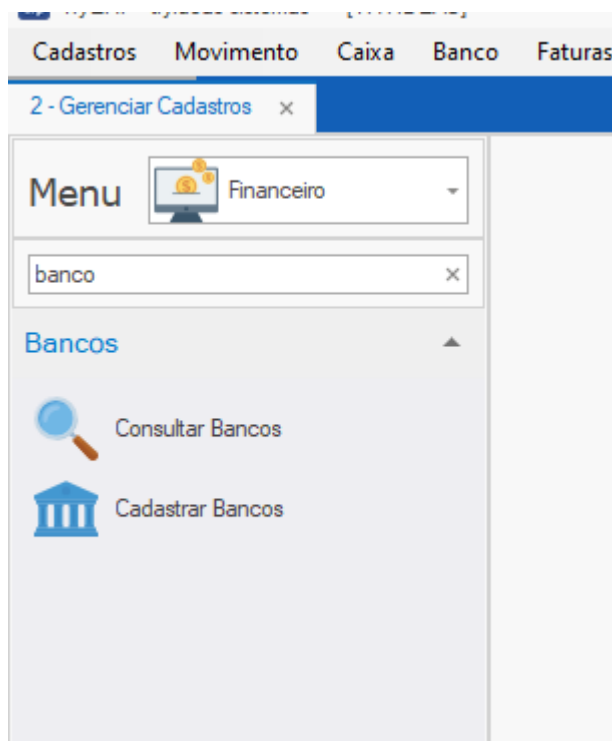 Cadastros Movimento Caixa Banco Faturas
2 - Gerenciar Cadastros ×
Menu Financeiro
banco ×
Bancos
Consultar Bancos
Cadastrar Bancos